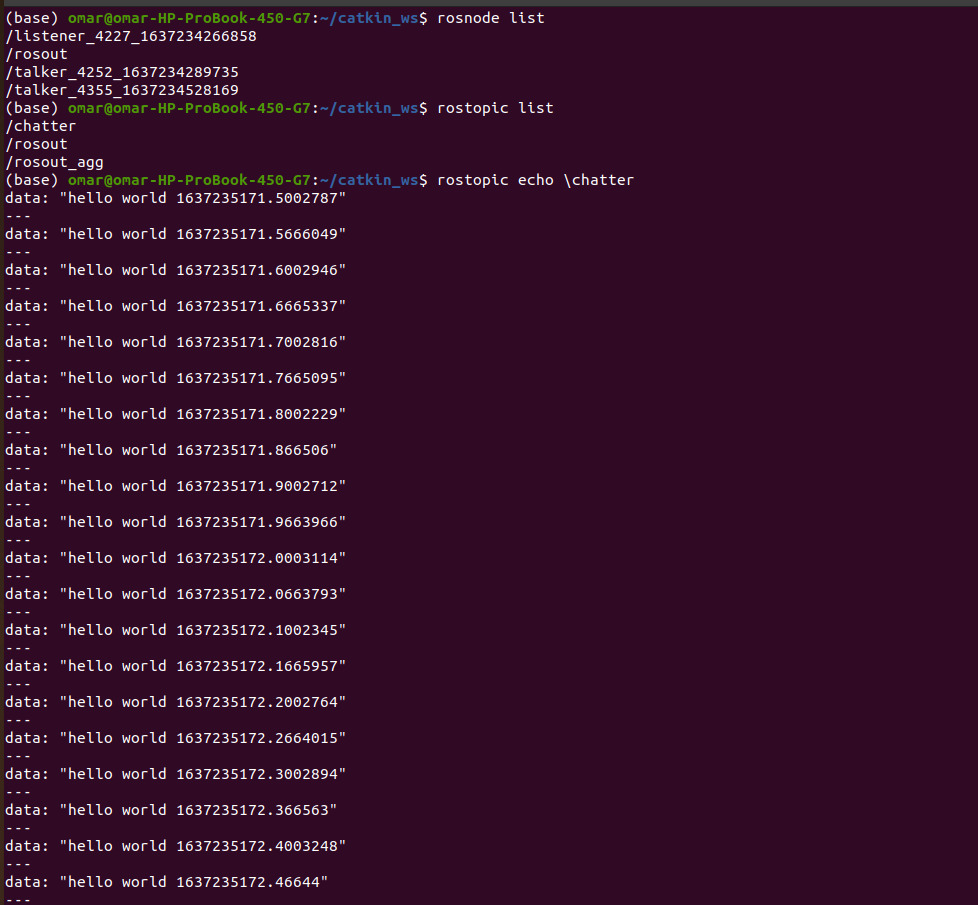 (base) omar@omar-HP-ProBook-450-G7:~/catkin_ws$ rosnode list
/listener_4227_1637234266858
/rosout
/talker_4252_1637234289735
/talker_4355_1637234528169
(base) omar@omar-HP-ProBook-450-G7:~/catkin_ws$ rostopic list
/chatter
/rosout
/rosout_agg
(base) omar@omar-HP-ProBook-450-G7:~/catkin_ws$ rostopic echo \chatter
data: "hello world 1637235171.5002787"
---
data: "hello world 1637235171.5666049"
---
data: "hello world 1637235171.6002946"
---
data: "hello world 1637235171.6665337"
---
data: "hello world 1637235171.7002816"
---
data: "hello world 1637235171.7665095"
---
data: "hello world 1637235171.8002229"
---
data: "hello world 1637235171.866506"
---
data: "hello world 1637235171.9002712"
---
data: "hello world 1637235171.9663966"
---
data: "hello world 1637235172.0003114"
---
data: "hello world 1637235172.0663793"
---
data: "hello world 1637235172.1002345"
---
data: "hello world 1637235172.1665957"
---
data: "hello world 1637235172.2002764"
---
data: "hello world 1637235172.2664015"
---
data: "hello world 1637235172.3002894"
---
data: "hello world 1637235172.366563"
---
data: "hello world 1637235172.4003248"
---
data: "hello world 1637235172.46644"
---